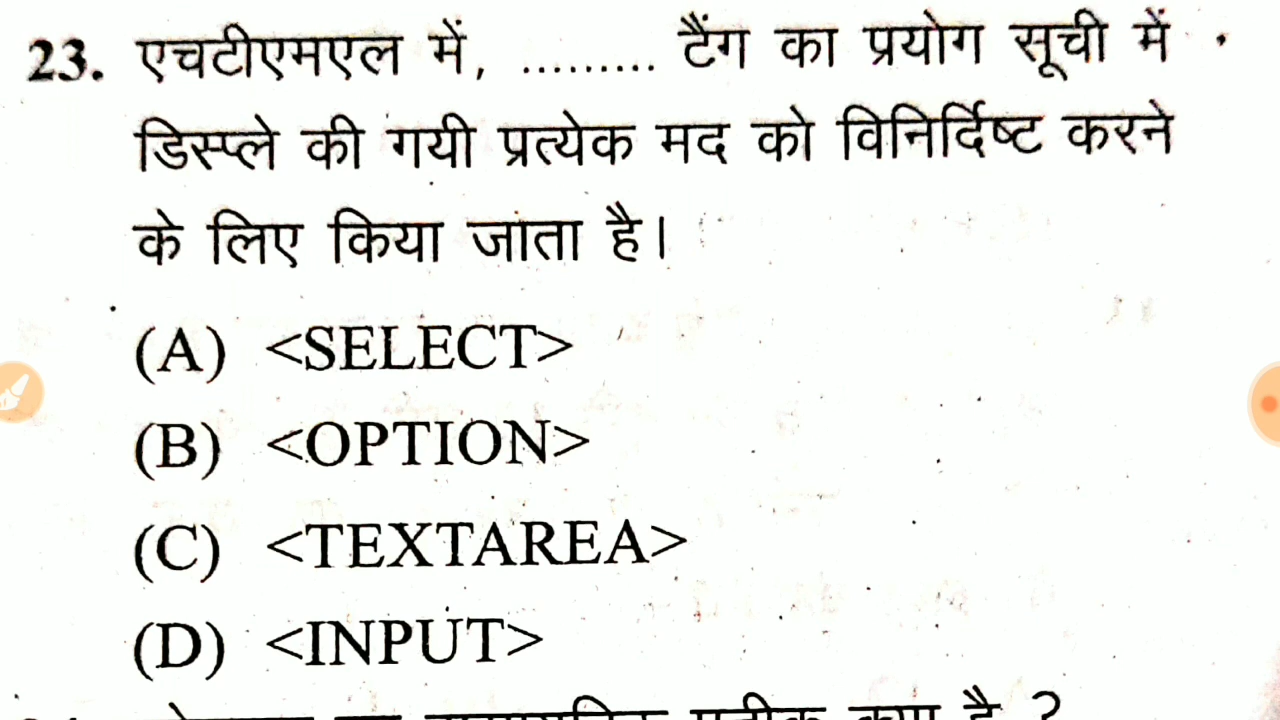 23. एचटीएमएल में, ......... टैंग का प्रयोग सूची में
डिस्प्ले की गयी प्रत्येक मद को विनिर्दिष्ट करने
के लिए किया जाता है।
(A) <SELECT>
(B) <OPTION>
(C) <TEXTAREA>
(D) <INPUT>
क्या है ?